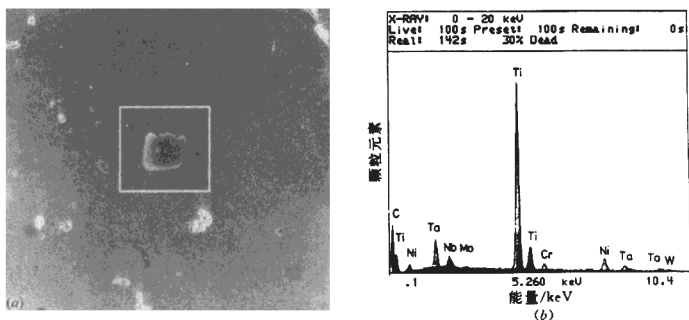 X-RAY: 0 - 20 keV
Live: 100s Preset: 100s Remaining: 0s
Real: 142s 30% Dead
Ti
颗粒元素
C
Ti
Ni
Ta
Nb
Mo
Ti
Cr
Ni
Ta
Ta
W
.1
5.260
keV
10.4
能量/keV
(a)
(b)